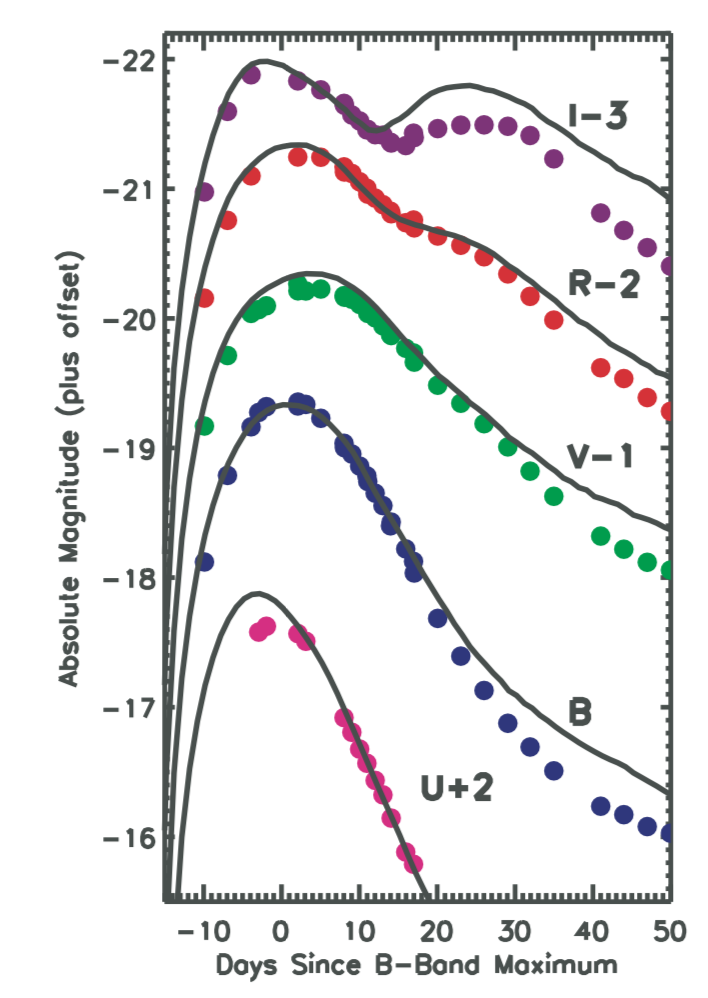 −22
I−3
−21
R−2
−20
−19
V−1
−18
B
−17
U+2
−16
−10 0 10 20 30 40 50
Days Since B−Band Maximum
Absolute Magnitude (plus offset)